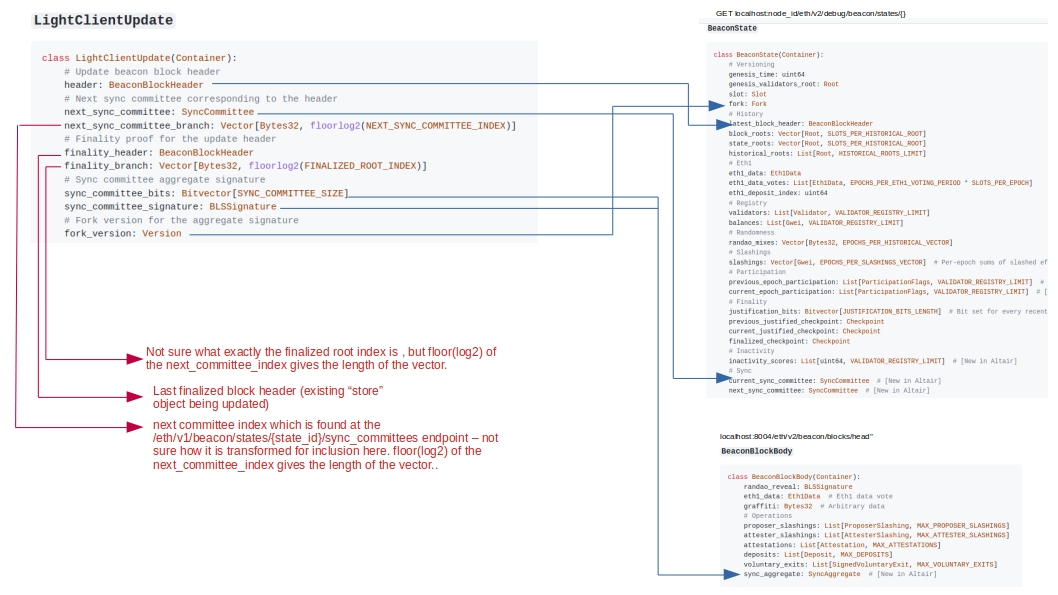 LightClientUpdate
class LightClientUpdate(Container):
# Update beacon block header
header: BeaconBlockHeader
# Next sync committee corresponding to the header
next_sync_committee: SyncCommittee
next_sync_committee_branch: Vector[Bytes32, floorlog2(NEXT_SYNC_COMMITTEE_INDEX)]
# Finality proof for the update header
finality_header: BeaconBlockHeader
finality_branch: Vector[Bytes32, floorlog2(FINALIZED_ROOT_INDEX)]
# Sync committee aggregate signature
sync_committee_bits: Bitvector[SYNC_COMMITTEE_SIZE]
sync_committee_signature: BLSSignature
# Fork version for the aggregate signature
fork_version: Version
Not sure what exactly the finalized root index is , but floor(log2) of
the next_committee_index gives the length of the vector.
Last finalized block header (existing “store”
object being updated)
next committee index which is found at the
/eth/v1/beacon/states/{state_id}/sync_committees endpoint – not
sure how it is transformed for inclusion here. floor(log2) of the
next_committee_index gives the length of the vector..
GET localhost:node_id/eth/v2/debug/beacon/states/{}
BeaconState
class BeaconState(Container):
# Versioning
genesis_time: uint64
genesis_validators_root: Root
slot: Slot
fork: Fork
# History
latest_block_header: BeaconBlockHeader
block_roots: Vector[Root, SLOTS_PER_HISTORICAL_ROOT]
state_roots: Vector[Root, SLOTS_PER_HISTORICAL_ROOT]
historical_roots: List[Root, HISTORICAL_ROOTS_LIMIT]
# Eth1
eth1_data: Eth1Data
eth1_data_votes: List[Eth1Data, EPOCHS_PER_ETH1_VOTING_PERIOD * SLOTS_PER_EPOCH]
eth1_deposit_index: uint64
# Registry
validators: List[Validator, VALIDATOR_REGISTRY_LIMIT]
balances: List[Gwei, VALIDATOR_REGISTRY_LIMIT]
# Randomness
randao_mixes: Vector[Bytes32, EPOCHS_PER_HISTORICAL_VECTOR]
# Slashings
slashings: Vector[Gwei, EPOCHS_PER_SLASHINGS_VECTOR]  # Per-epoch sums of slashed ef
# Participation
previous_epoch_participation: List[ParticipationFlags, VALIDATOR_REGISTRY_LIMIT]  #
current_epoch_participation: List[ParticipationFlags, VALIDATOR_REGISTRY_LIMIT]  # [
# Finality
justification_bits: Bitvector[JUSTIFICATION_BITS_LENGTH]  # Bit set for every recent
previous_justified_checkpoint: Checkpoint
current_justified_checkpoint: Checkpoint
finalized_checkpoint: Checkpoint
# Inactivity
inactivity_scores: List[uint64, VALIDATOR_REGISTRY_LIMIT]  # [New in Altair]
# Sync
current_sync_committee: SyncCommittee  # [New in Altair]
next_sync_committee: SyncCommittee  # [New in Altair]
localhost:8004/eth/v2/beacon/blocks/head"
BeaconBlockBody
class BeaconBlockBody(Container):
randao_reveal: BLSSignature
eth1_data: Eth1Data  # Eth1 data vote
graffiti: Bytes32  # Arbitrary data
# Operations
proposer_slashings: List[ProposerSlashing, MAX_PROPOSER_SLASHINGS]
attester_slashings: List[AttesterSlashing, MAX_ATTESTER_SLASHINGS]
attestations: List[Attestation, MAX_ATTESTATIONS]
deposits: List[Deposit, MAX_DEPOSITS]
voluntary_exits: List[SignedVoluntaryExit, MAX_VOLUNTARY_EXITS]
sync_aggregate: SyncAggregate  # [New in Altair]